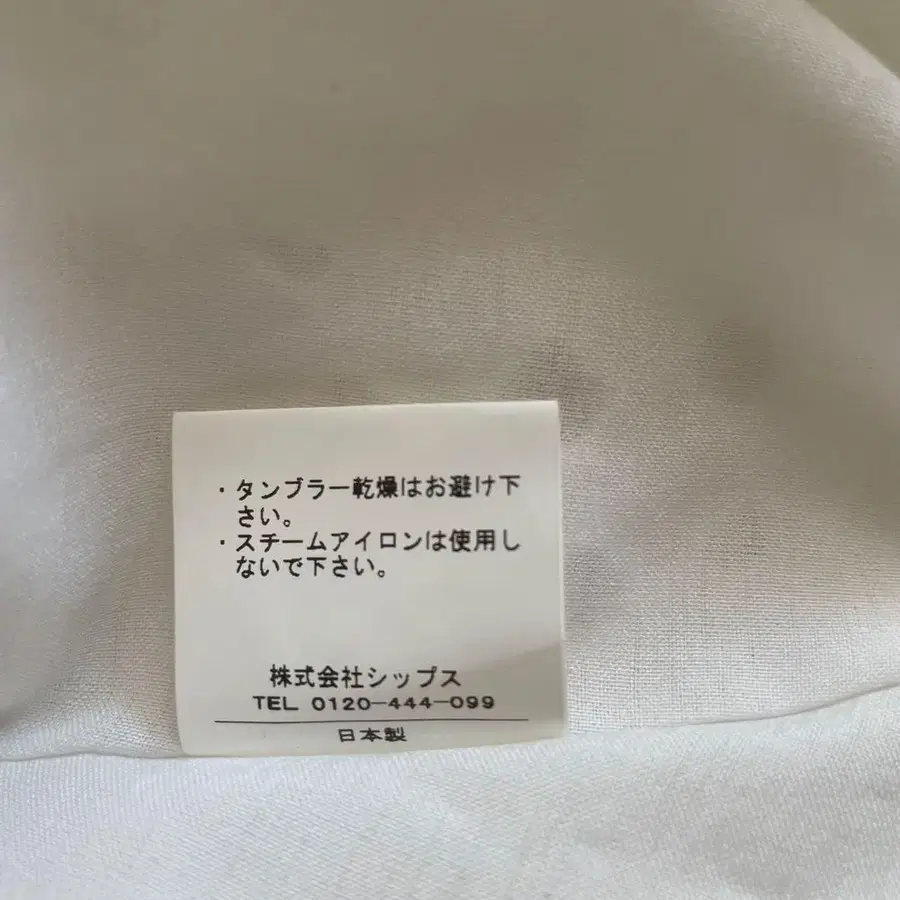 ・タンブラー乾燥はお避け下
さい。
・スチームアイロンは使用し
ないで下さい。
株式会社シップス
TEL 0120-444-099
日本製